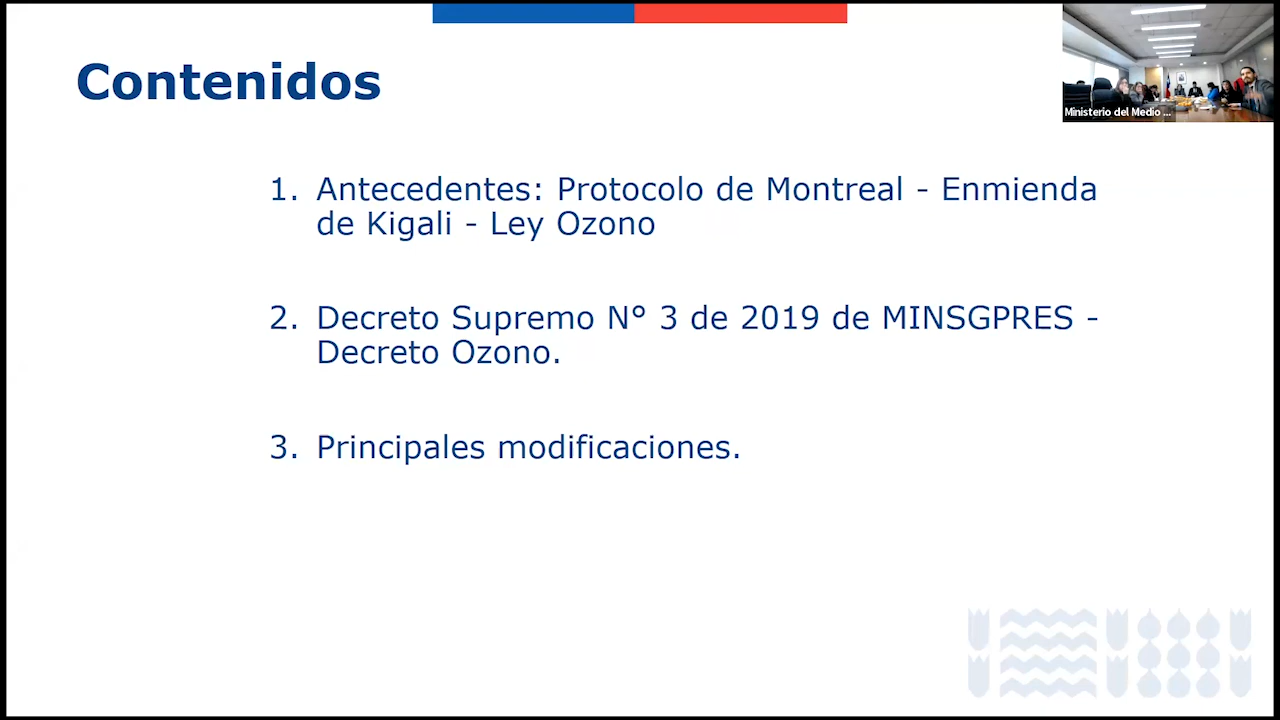 Contenidos
Ministerio del Medio ...
1. Antecedentes: Protocolo de Montreal - Enmienda
de Kigali - Ley Ozono
2. Decreto Supremo N° 3 de 2019 de MINSGPRES -
Decreto Ozono.
3. Principales modificaciones.